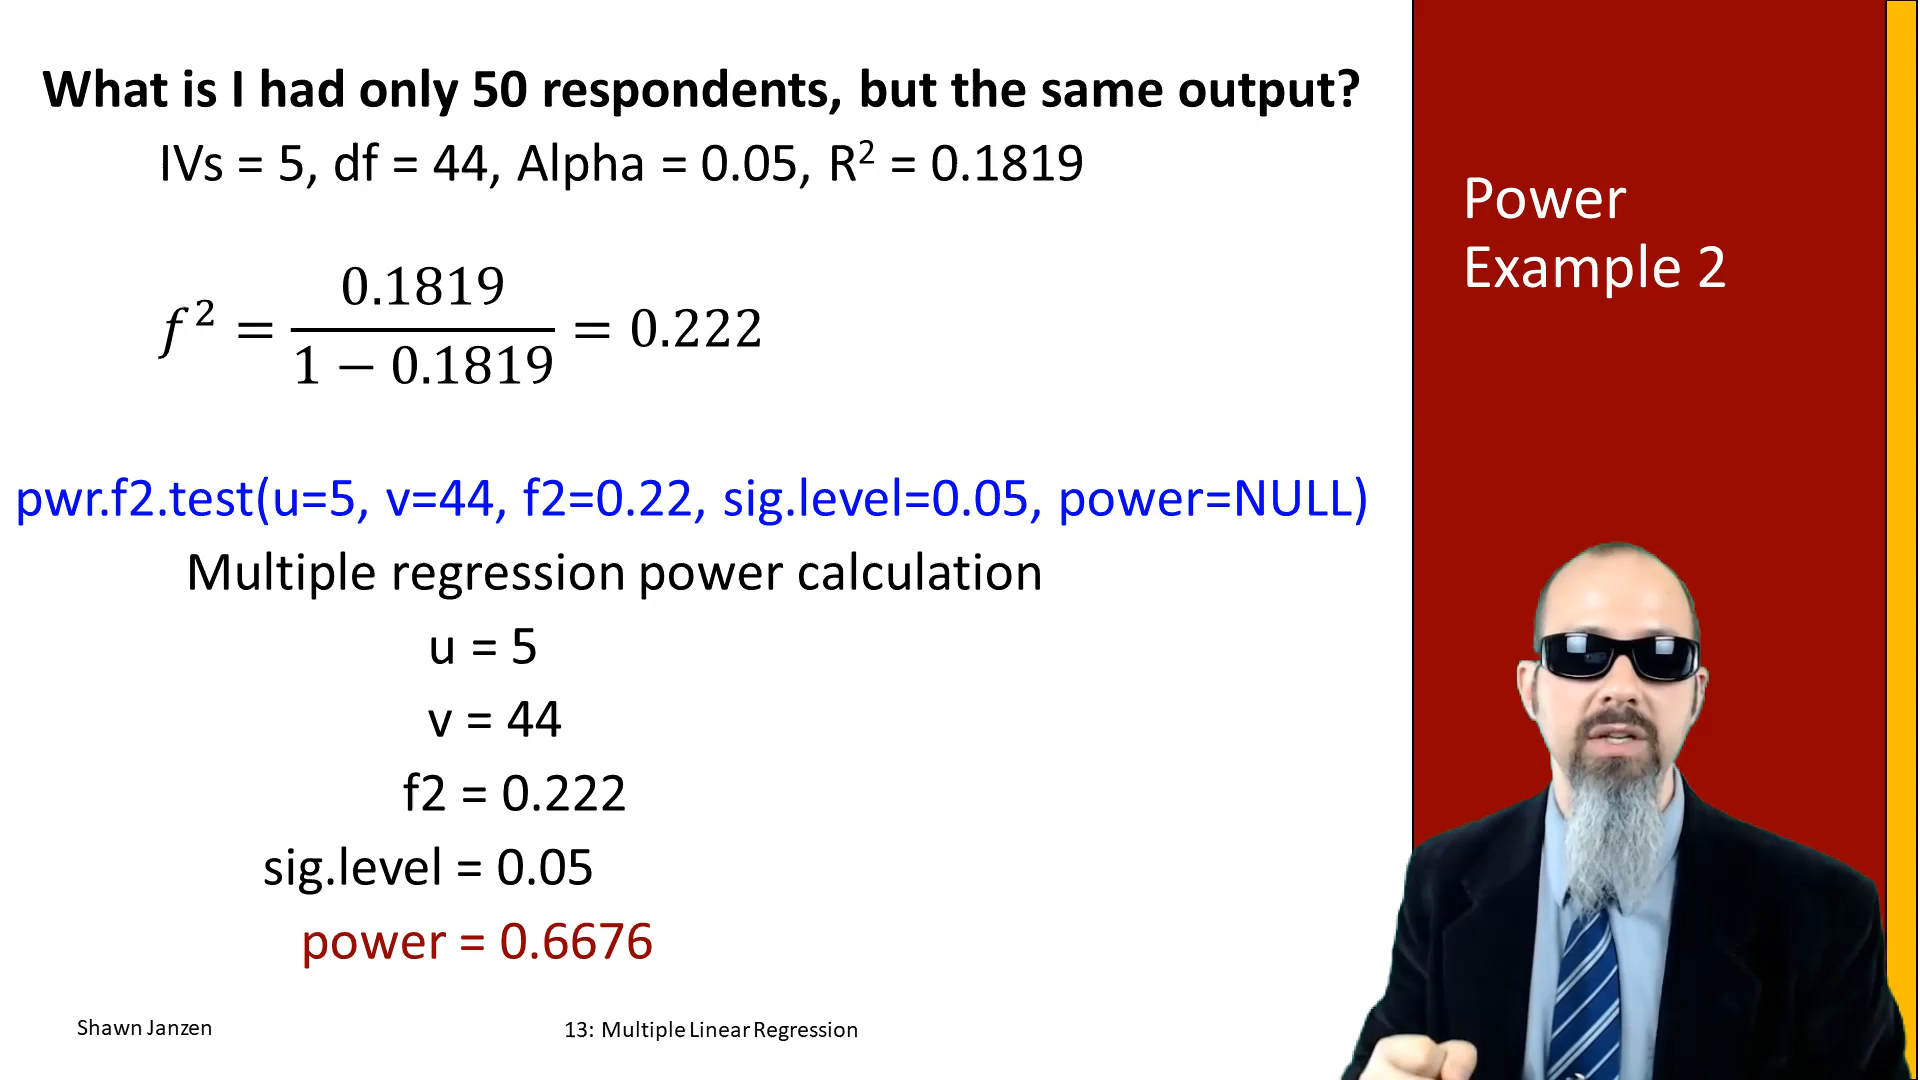 What is I had only 50 respondents, but the same output?
IVs = 5, df = 44, Alpha = 0.05, R² = 0.1819
f² = 0.1819 / (1 − 0.1819) = 0.222
pwr.f2.test(u=5, v=44, f2=0.22, sig.level=0.05, power=NULL)
Multiple regression power calculation
u = 5
v = 44
f2 = 0.222
sig.level = 0.05
power = 0.6676
Power
Example 2
Shawn Janzen
13: Multiple Linear Regression